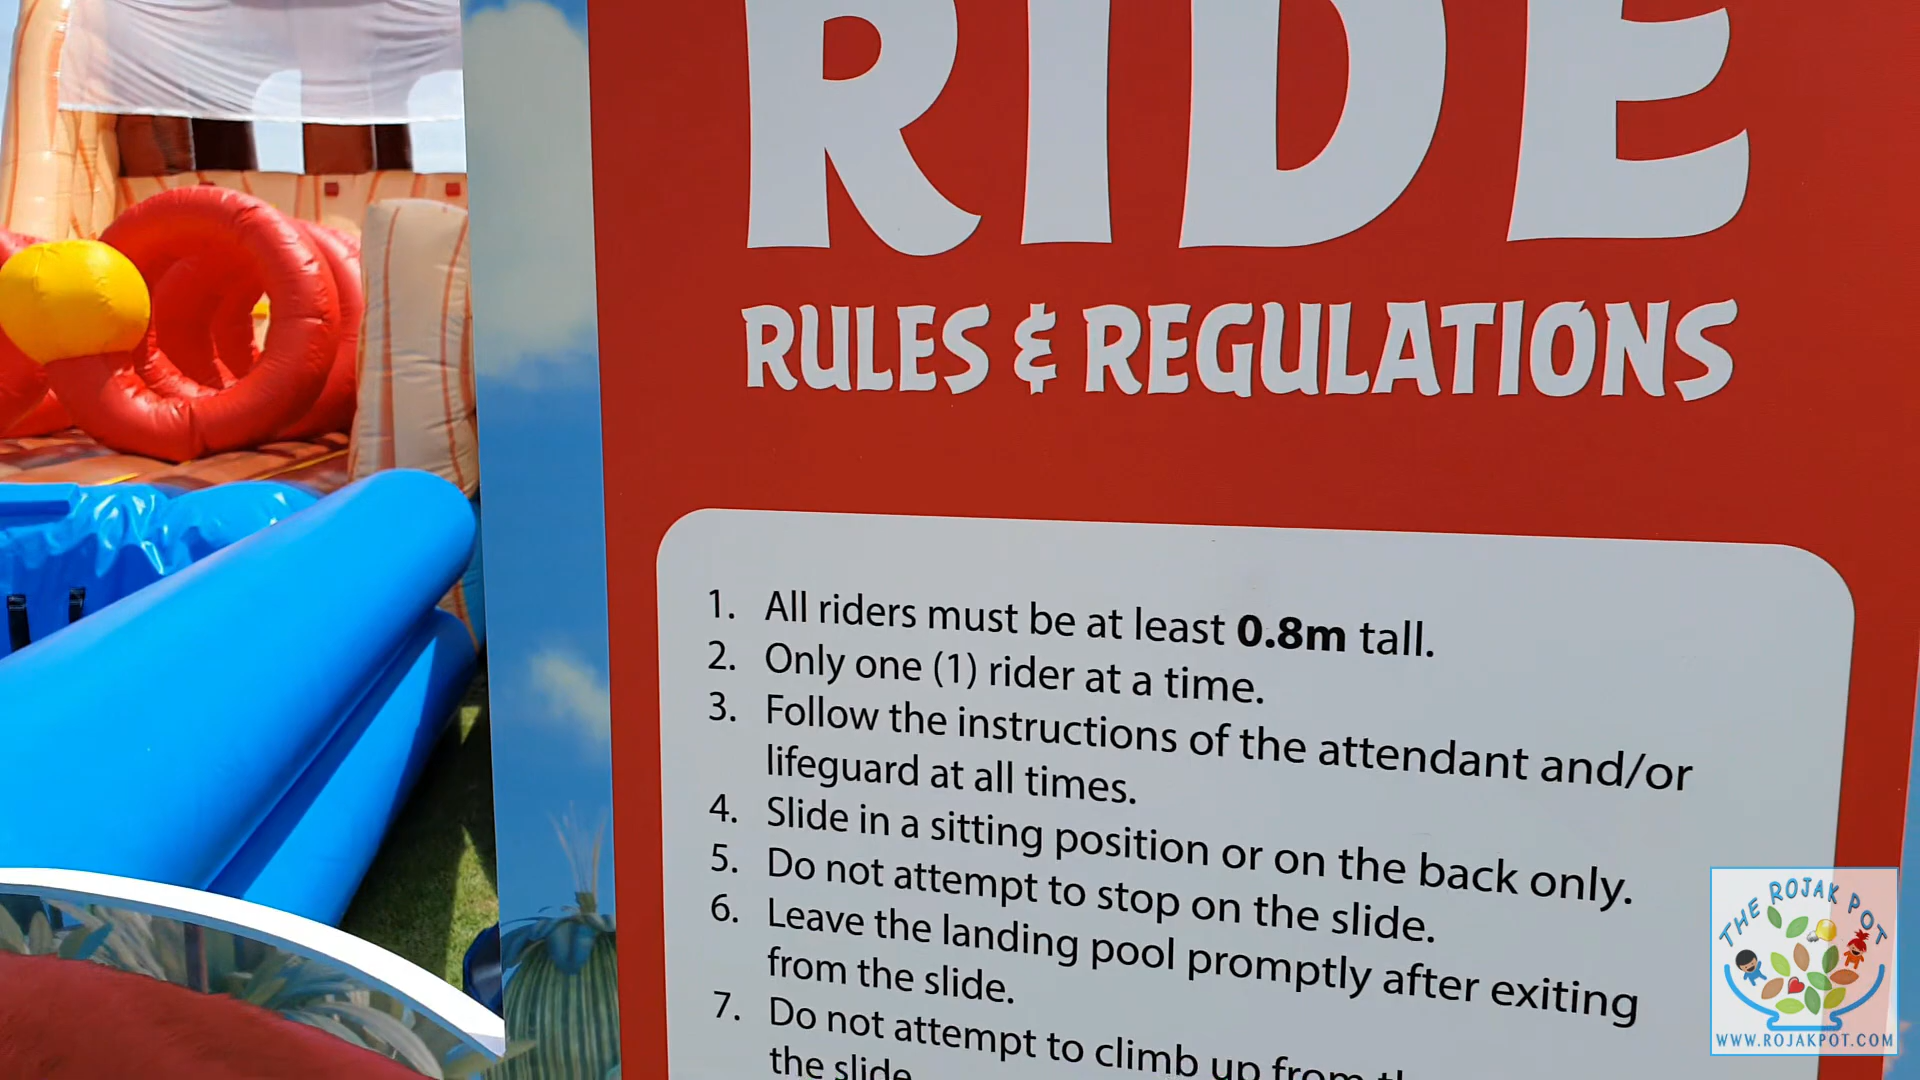 RIDE
RULES & REGULATIONS
1. All riders must be at least 0.8m tall.
2. Only one (1) rider at a time.
3. Follow the instructions of the attendant and/or
lifeguard at all times.
4. Slide in a sitting position or on the back only.
5. Do not attempt to stop on the slide.
6. Leave the landing pool promptly after exiting
from the slide.
7. Do not attempt to climb up from
the slide
THE ROJAK POT
WWW.ROJAKPOT.COM